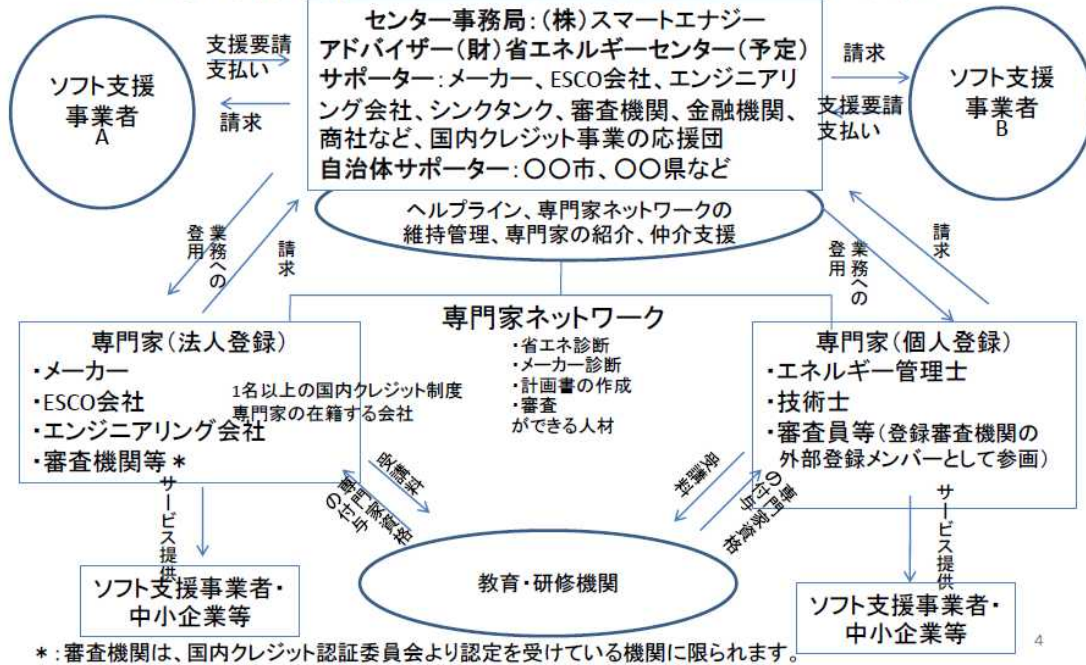 センター事務局：（株）スマートエナジー
アドバイザー（財）省エネルギーセンター（予定）
サポーター：メーカー、ESCO会社、エンジニアリ
ング会社、シンクタンク、審査機関、金融機関、
商社など、国内クレジット事業の応援団
自治体サポーター：〇〇市、〇〇県など
ソフト支援
事業者
A
支援要請
支払い
請求
請求
支援要請
支払い
ソフト支援
事業者
B
ヘルプライン、専門家ネットワークの
維持管理、専門家の紹介、仲介支援
業務への
登用
請求
業務への
登用
請求
専門家（法人登録）
・メーカー
・ESCO会社
・エンジニアリング会社
・審査機関等＊
1名以上の国内クレジット制度
専門家の在籍する会社
専門家ネットワーク
・省エネ診断
・メーカー診断
・計画書の作成
・審査
ができる人材
専門家（個人登録）
・エネルギー管理士
・技術士
・審査員等（登録審査機関の
外部登録メンバーとして参画）
サービス提供
受講料
専門家資格
の付与
受講料
専門家資格
の付与
サービス提供
ソフト支援事業者・
中小企業等
教育・研修機関
ソフト支援事業者・
中小企業等
＊：審査機関は、国内クレジット認証委員会より認定を受けている機関に限られます。
4